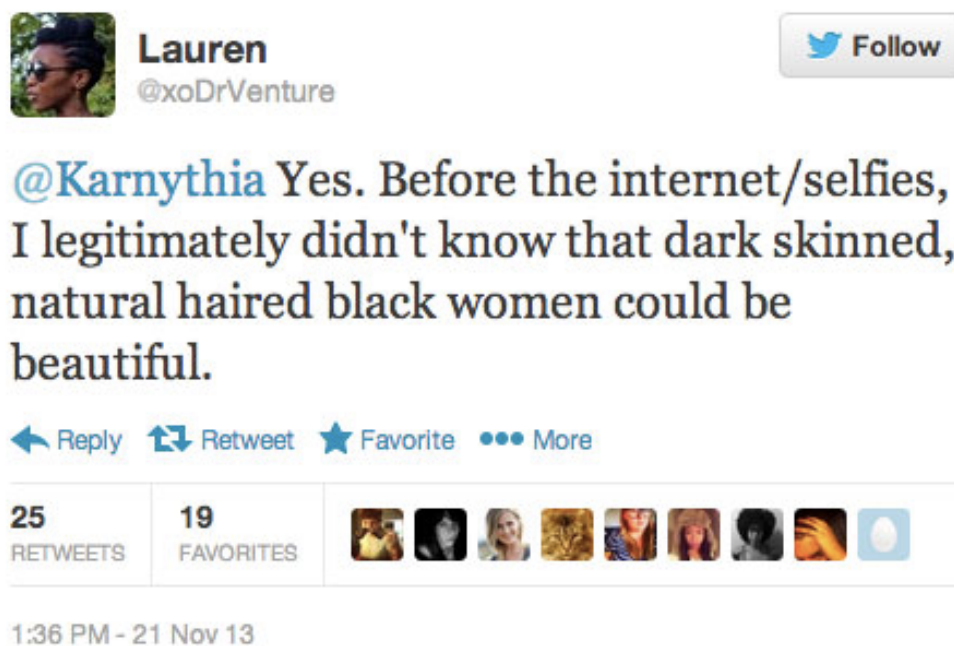 Lauren
Follow
@xoDrVenture
@Karnythia Yes. Before the internet/selfies,
I legitimately didn't know that dark skinned,
natural haired black women could be
beautiful.
Reply Retweet Favorite More
25 19
RETWEETS FAVORITES
1:36 PM - 21 Nov 13